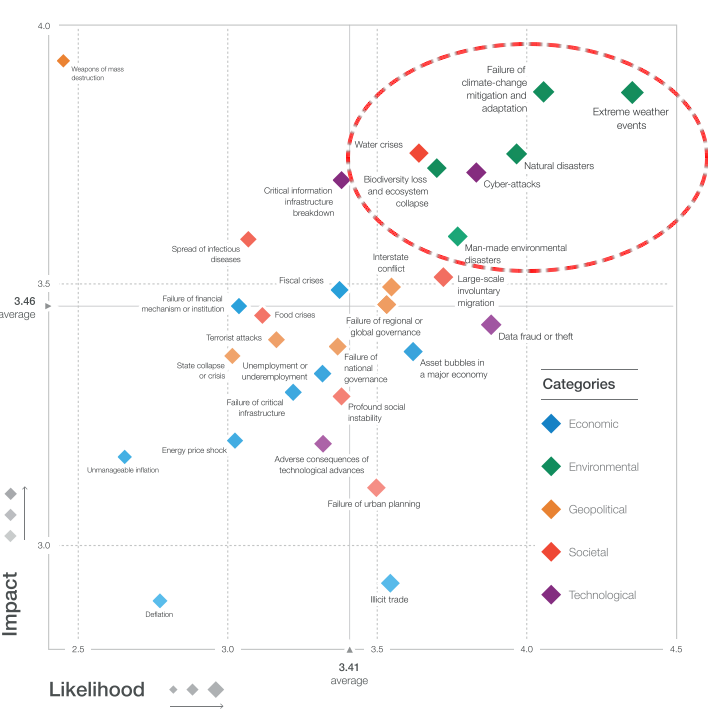 4.0
Weapons of mass
destruction
Failure of
climate-change
mitigation and
adaptation
Extreme weather
events
Water crises
Natural disasters
Biodiversity loss
and ecosystem
collapse
Cyber-attacks
Critical information
infrastructure
breakdown
Man-made environmental
disasters
Spread of infectious
diseases
Interstate
conflict
3.5
Fiscal crises
Large-scale
involuntary
migration
3.46
average
Failure of financial
mechanism or institution
Food crises
Failure of regional or
global governance
Data fraud or theft
Terrorist attacks
State collapse
or crisis
Unemployment or
underemployment
Failure of
national
governance
Asset bubbles in
a major economy
Categories
Failure of critical
infrastructure
Profound social
instability
Economic
Energy price shock
Unmanageable inflation
Adverse consequences of
technological advances
Environmental
Failure of urban planning
Geopolitical
3.0
Societal
Illicit trade
Technological
Deflation
Impact
2.5
3.0
3.5
4.0
4.5
3.41
average
Likelihood